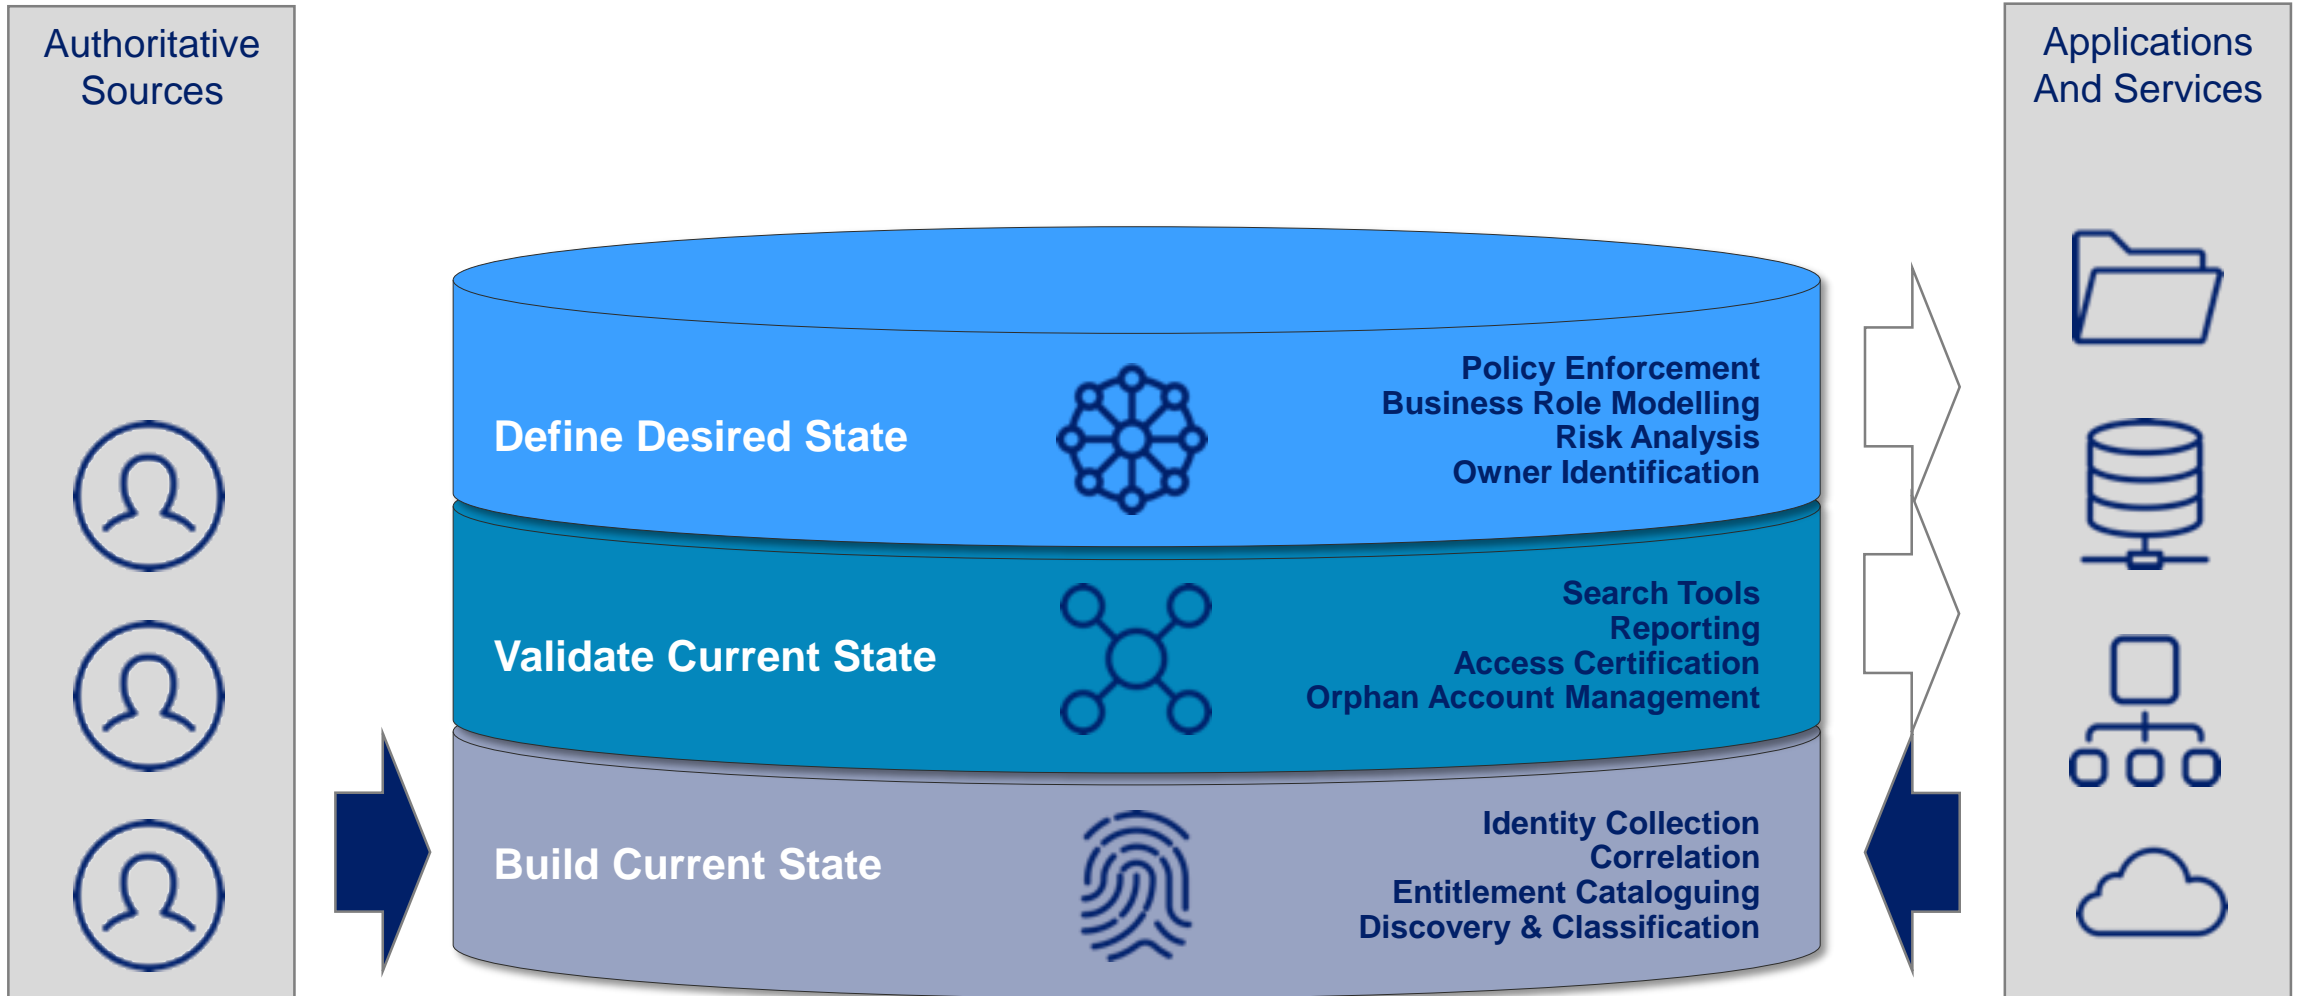 Authoritative
Sources
Applications
And Services
Define Desired State
Policy Enforcement
Business Role Modelling
Risk Analysis
Owner Identification
Validate Current State
Search Tools
Reporting
Access Certification
Orphan Account Management
Build Current State
Identity Collection
Correlation
Entitlement Cataloguing
Discovery & Classification